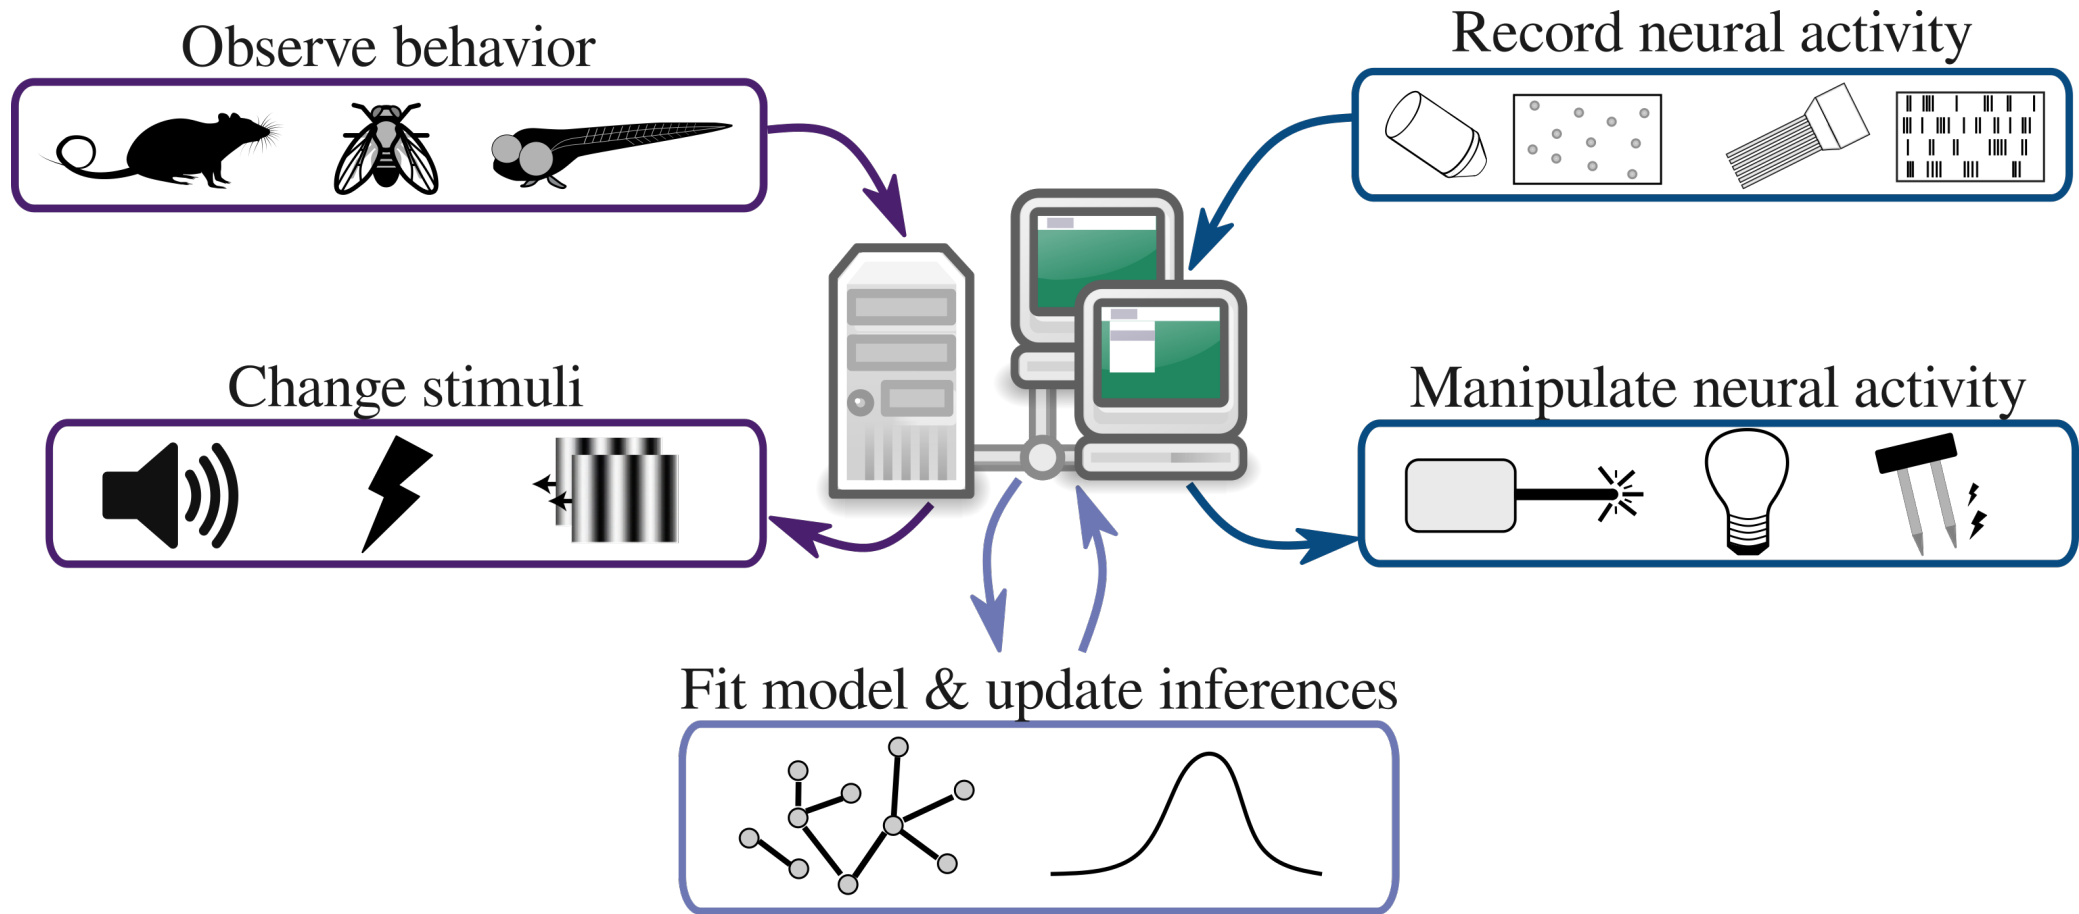 Observe behavior
Record neural activity
Change stimuli
Manipulate neural activity
Fit model & update inferences